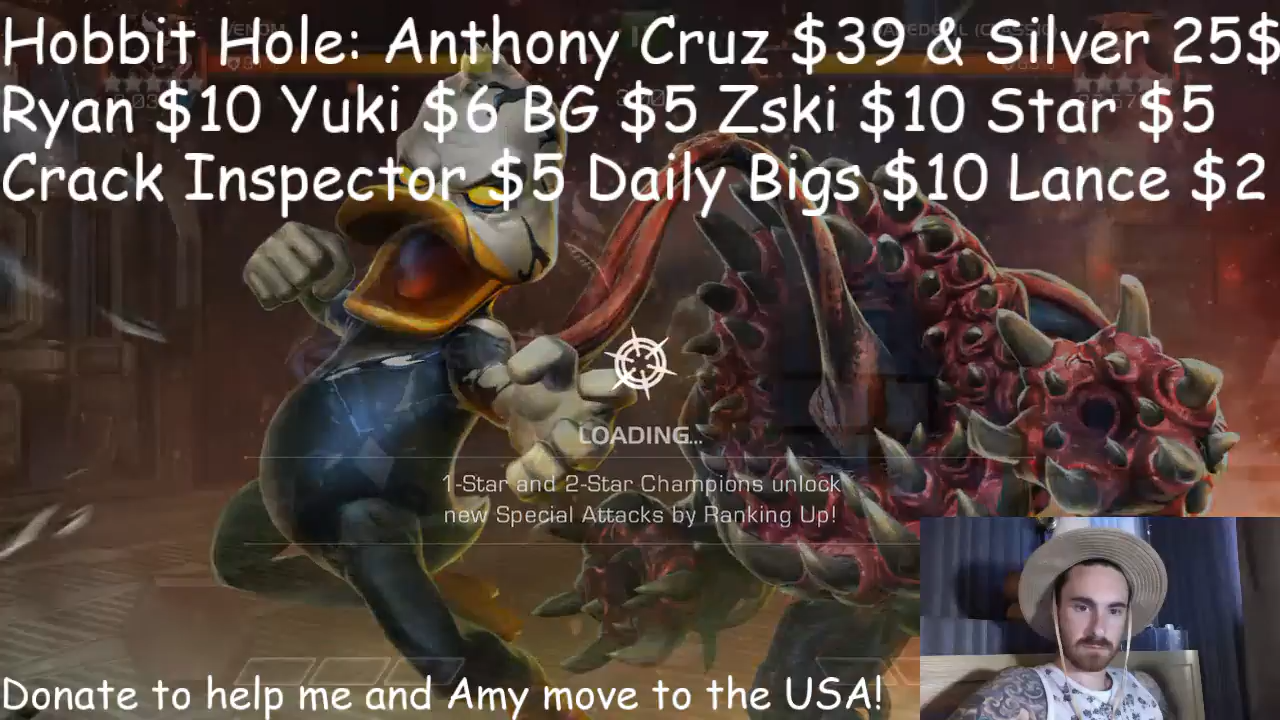 Hobbit Hole: Anthony Cruz $39 & Silver 25$
Ryan $10 Yuki $6 BG $5 Zski $10 Star $5
Crack Inspector $5 Daily Bigs $10 Lance $2
VENOM
LOADING...
1-Star and 2-Star Champions unlock
new Special Attacks by Ranking Up!
Donate to help me and Amy move to the USA!